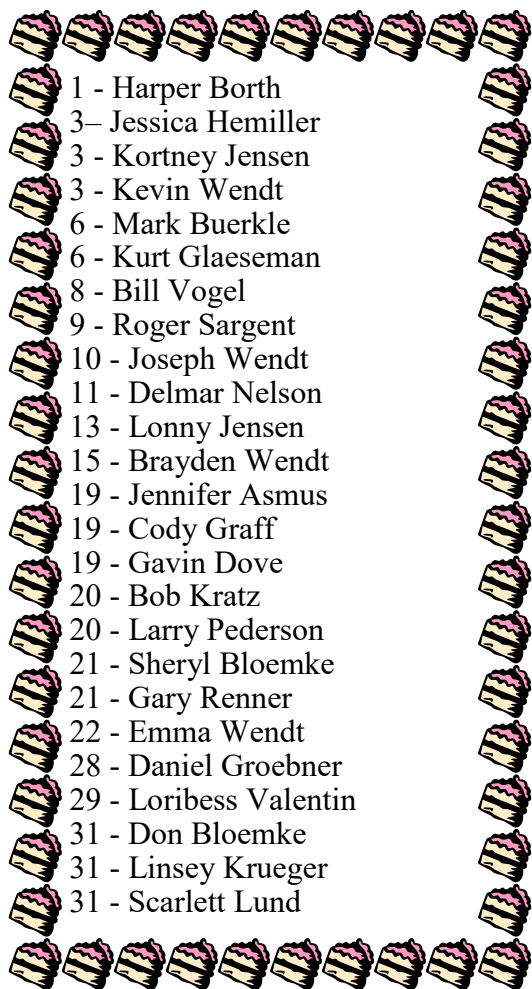 1 - Harper Borth
3– Jessica Hemiller
3 - Kortney Jensen
3 - Kevin Wendt
6 - Mark Buerkle
6 - Kurt Glaeseman
8 - Bill Vogel
9 - Roger Sargent
10 - Joseph Wendt
11 - Delmar Nelson
13 - Lonny Jensen
15 - Brayden Wendt
19 - Jennifer Asmus
19 - Cody Graff
19 - Gavin Dove
20 - Bob Kratz
20 - Larry Pederson
21 - Sheryl Bloemke
21 - Gary Renner
22 - Emma Wendt
28 - Daniel Groebner
29 - Loribess Valentin
31 - Don Bloemke
31 - Linsey Krueger
31 - Scarlett Lund